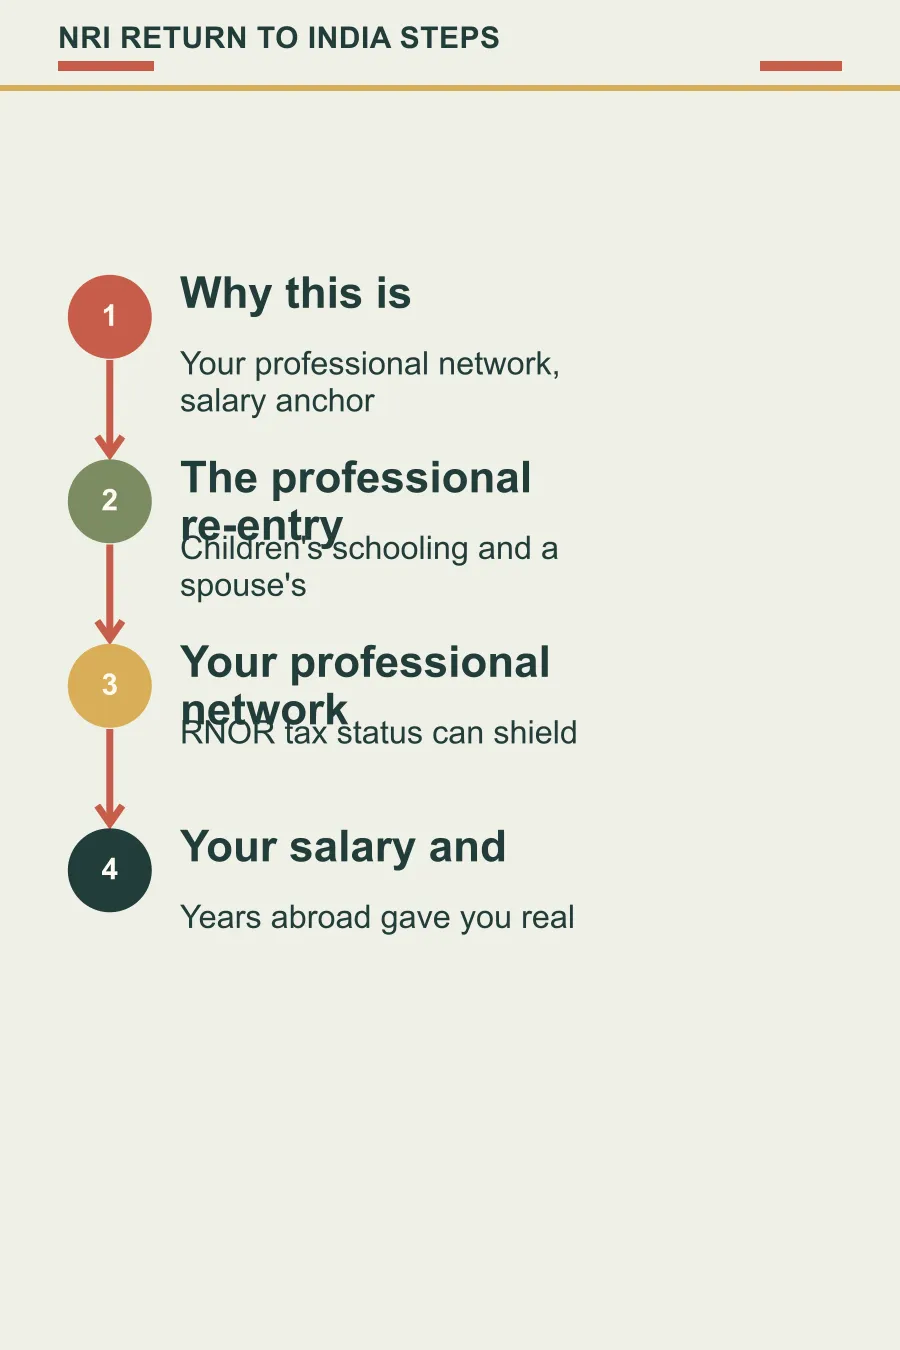 NRI RETURN TO INDIA STEPS
1
Why this is
Your professional network,
salary anchor
2
The professional
re-entry
Children's schooling and a
spouse's
3
Your professional
network
RNOR tax status can shield
4
Your salary and
Years abroad gave you real